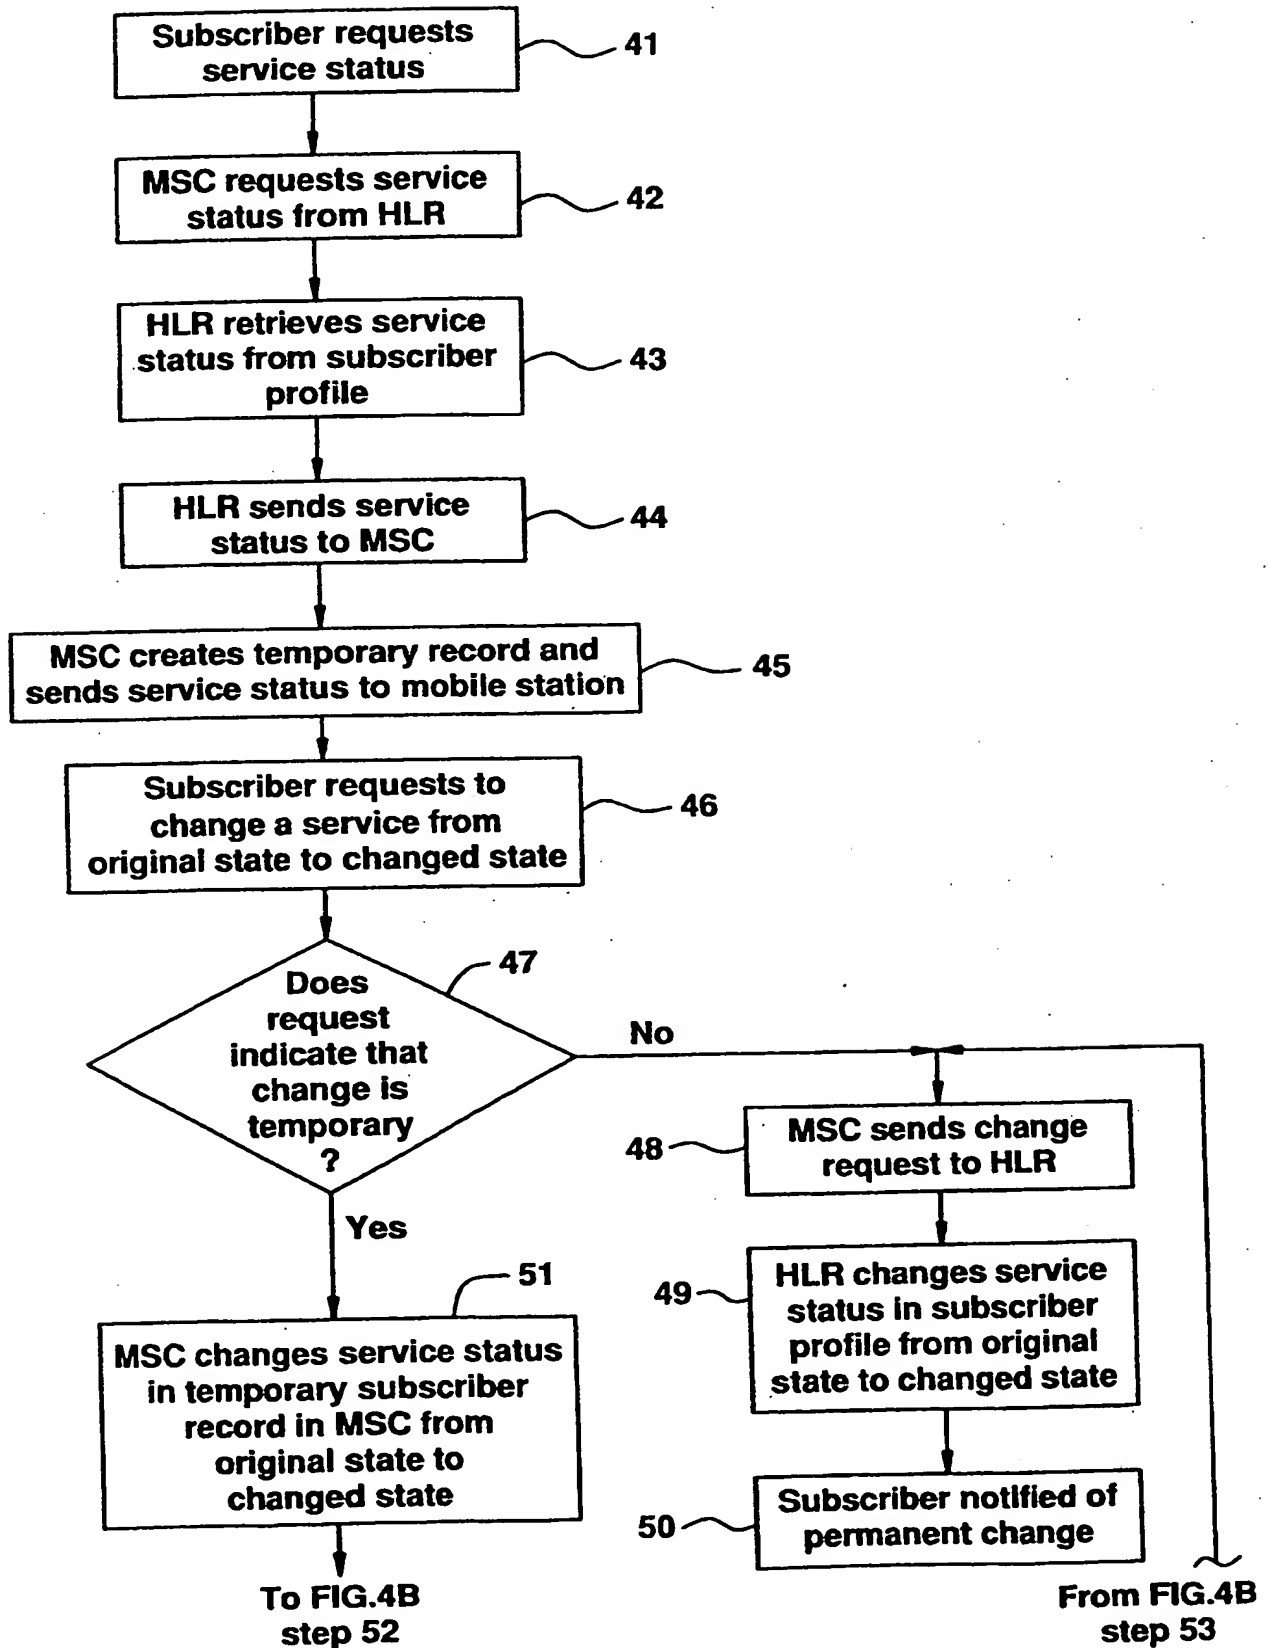 Subscriber requests
service status
41
MSC requests service
status from HLR
42
HLR retrieves service
status from subscriber
profile
43
HLR sends service
status to MSC
44
MSC creates temporary record and
sends service status to mobile station
45
Subscriber requests to
change a service from
original state to changed state
46
47
Does
request
indicate that
change is
temporary
?
No
Yes
48
MSC sends change
request to HLR
49
HLR changes service
status in subscriber
profile from original
state to changed state
50
Subscriber notified of
permanent change
51
MSC changes service status
in temporary subscriber
record in MSC from
original state to
changed state
To FIG.4B
step 52
From FIG.4B
step 53